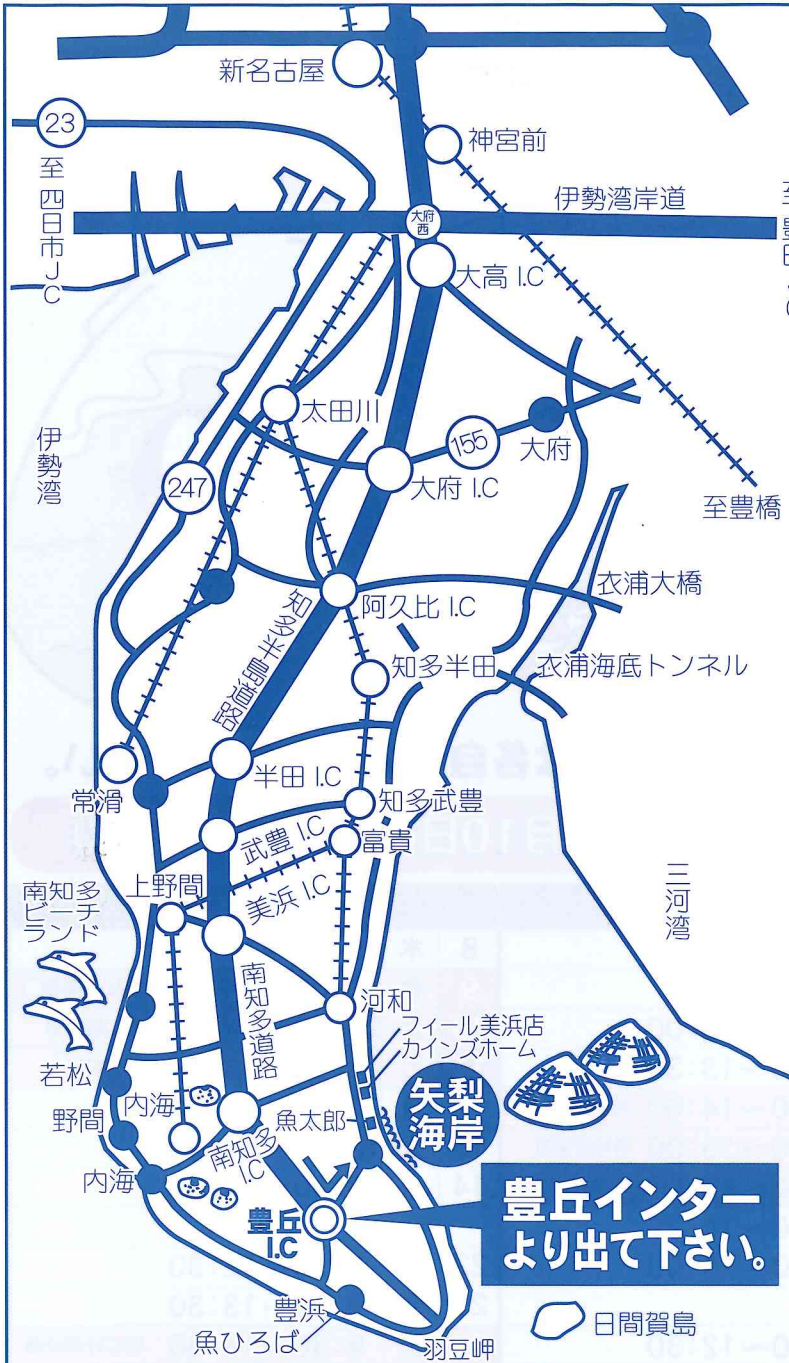 新名古屋
23
神宮前
至四日市JC
伊勢湾岸道
大府西
大高 I.C
太田川
伊勢湾
155
大府
247
大府 I.C
至豊橋
衣浦大橋
阿久比 I.C
知多半島道路
知多半田
衣浦海底トンネル
半田 I.C
常滑
知多武豊
武豊 I.C
富貴
上野間
美浜 I.C
三河湾
南知多
ビーチ
ランド
南知多道路
河和
フィール美浜店
カインズホーム
若松
矢梨
海岸
内海
魚太郎
野間
南知多
I.C
内海
豊丘
I.C
豊丘インター
より出て下さい。
豊浜
魚ひろば
羽豆岬
日間賀島